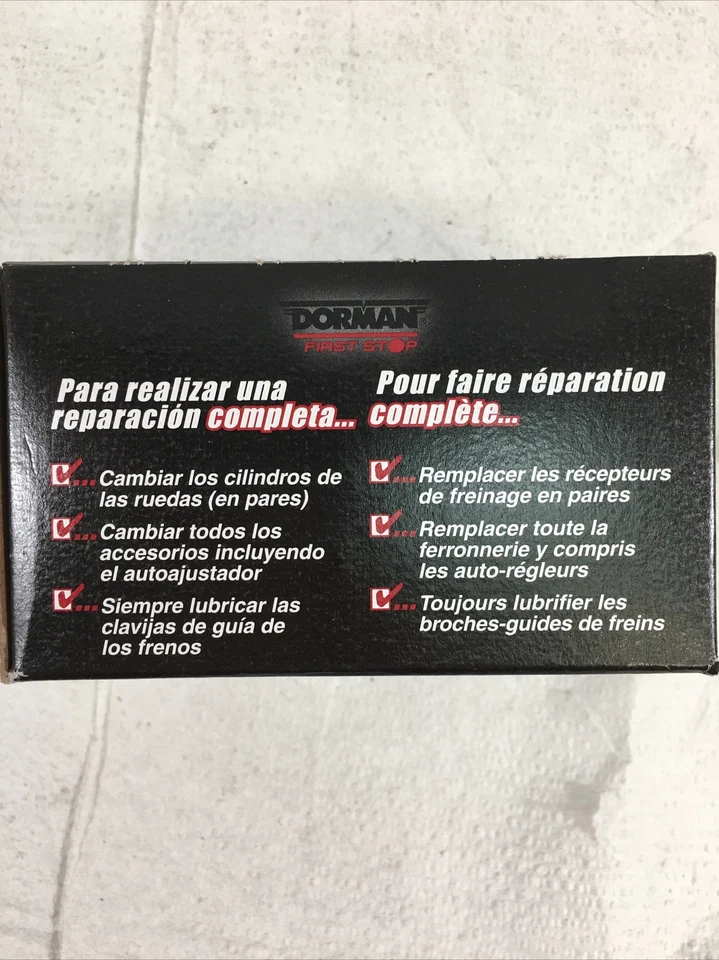 DORMAN
FIRST STOP
Para realizar una
reparación completa...
Cambiar los cilindros de
las ruedas (en pares)
Cambiar todos los
accesorios incluyendo
el autoajustador
Siempre lubricar las
clavijas de guía de
los frenos
Pour faire réparation
complète...
Remplacer les récepteurs
de freinage en paires
Remplacer toute la
ferronnerie y compris
les auto-régleurs
Toujours lubrifier les
broches-guides de freins